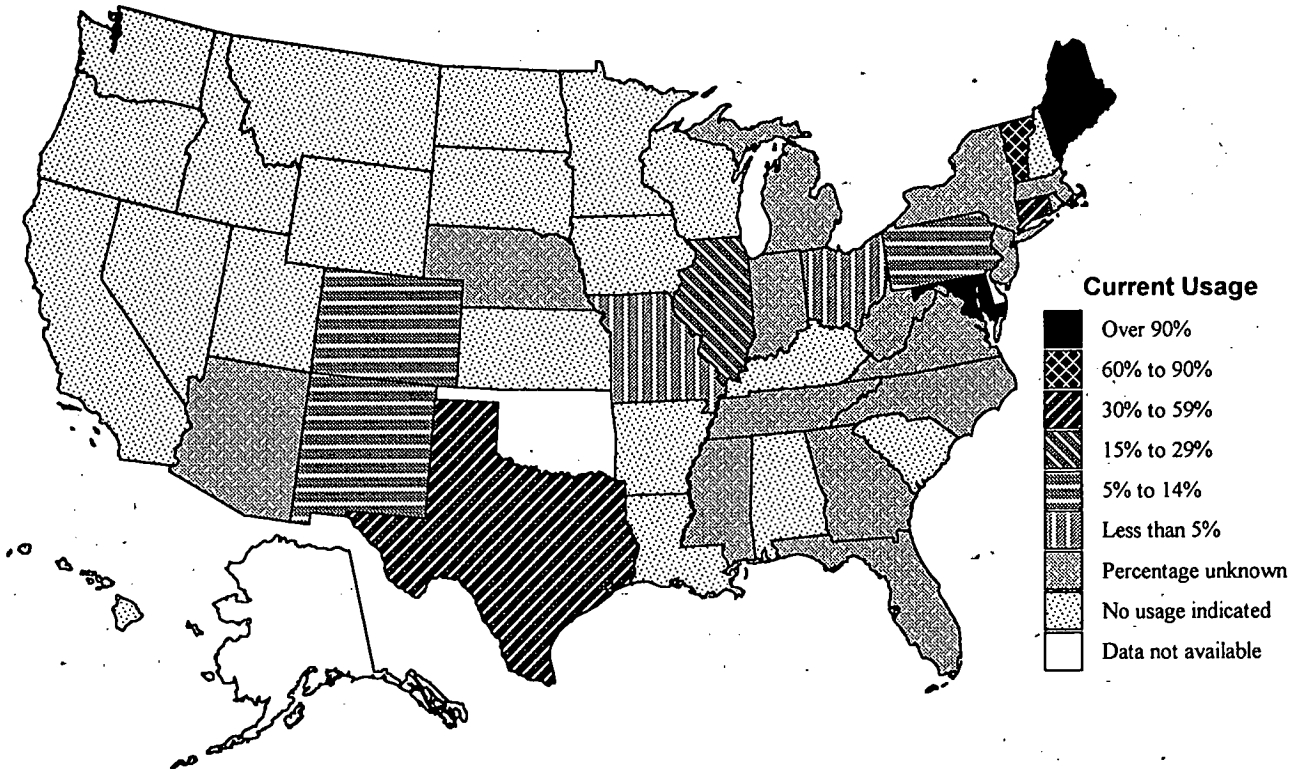 Current Usage
Over 90%
60% to 90%
30% to 59%
15% to 29%
5% to 14%
Less than 5%
Percentage unknown
No usage indicated
Data not available